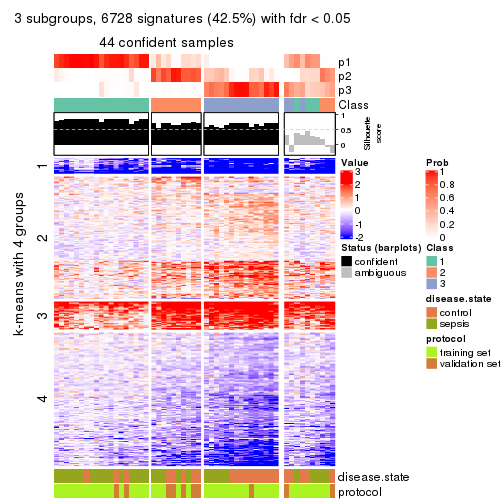 3 subgroups, 6728 signatures (42.5%) with fdr < 0.05
44 confident samples
p1
p2
p3
Class
1
0.5
0
Silhouette
score
k-means with 4 groups
1
2
3
4
Value
3
2
1
0
-1
-2
Prob
1
0.8
0.6
0.4
0.2
0
Status (barplots)
confident
ambiguous
Class
1
2
3
disease.state
control
sepsis
protocol
training set
validation set
disease.state
protocol